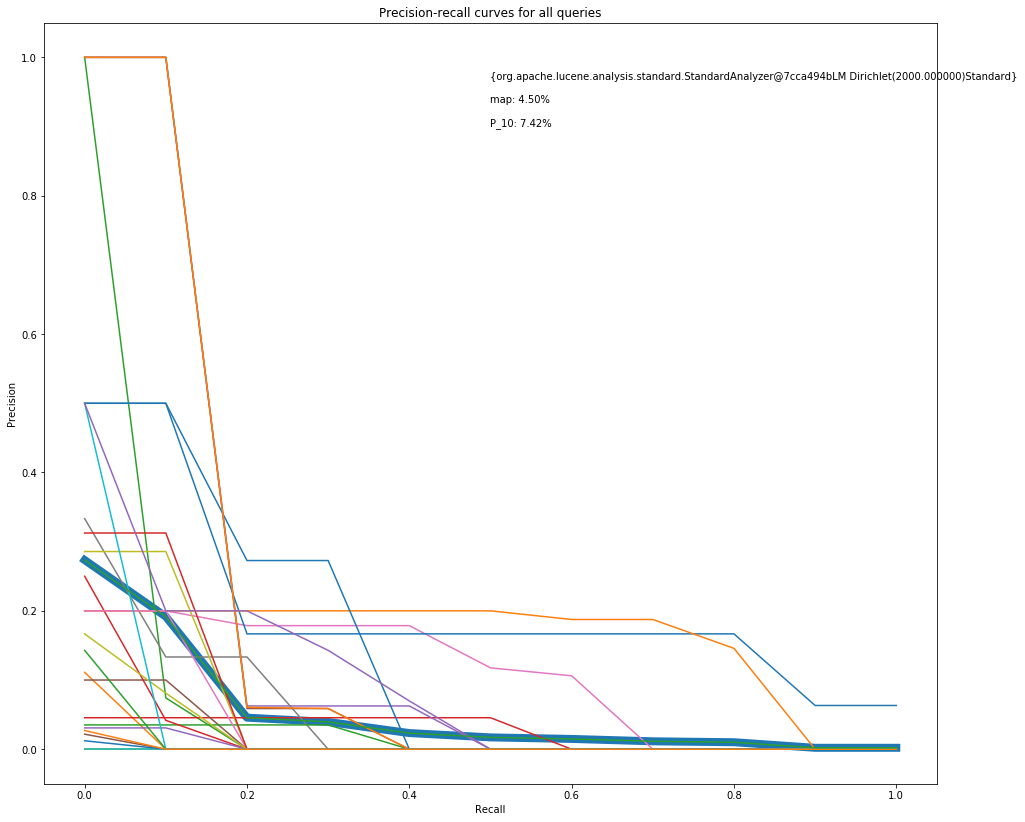 Precision-recall curves for all queries
{org.apache.lucene.analysis.standard.StandardAnalyzer@7cca494bLM Dirichlet(2000.000000)Standard}
map: 4.50%
P_10: 7.42%
Precision
1.0
0.8
0.6
0.4
0.2
0.0
0.0 0.2 0.4 0.6 0.8 1.0
Recall